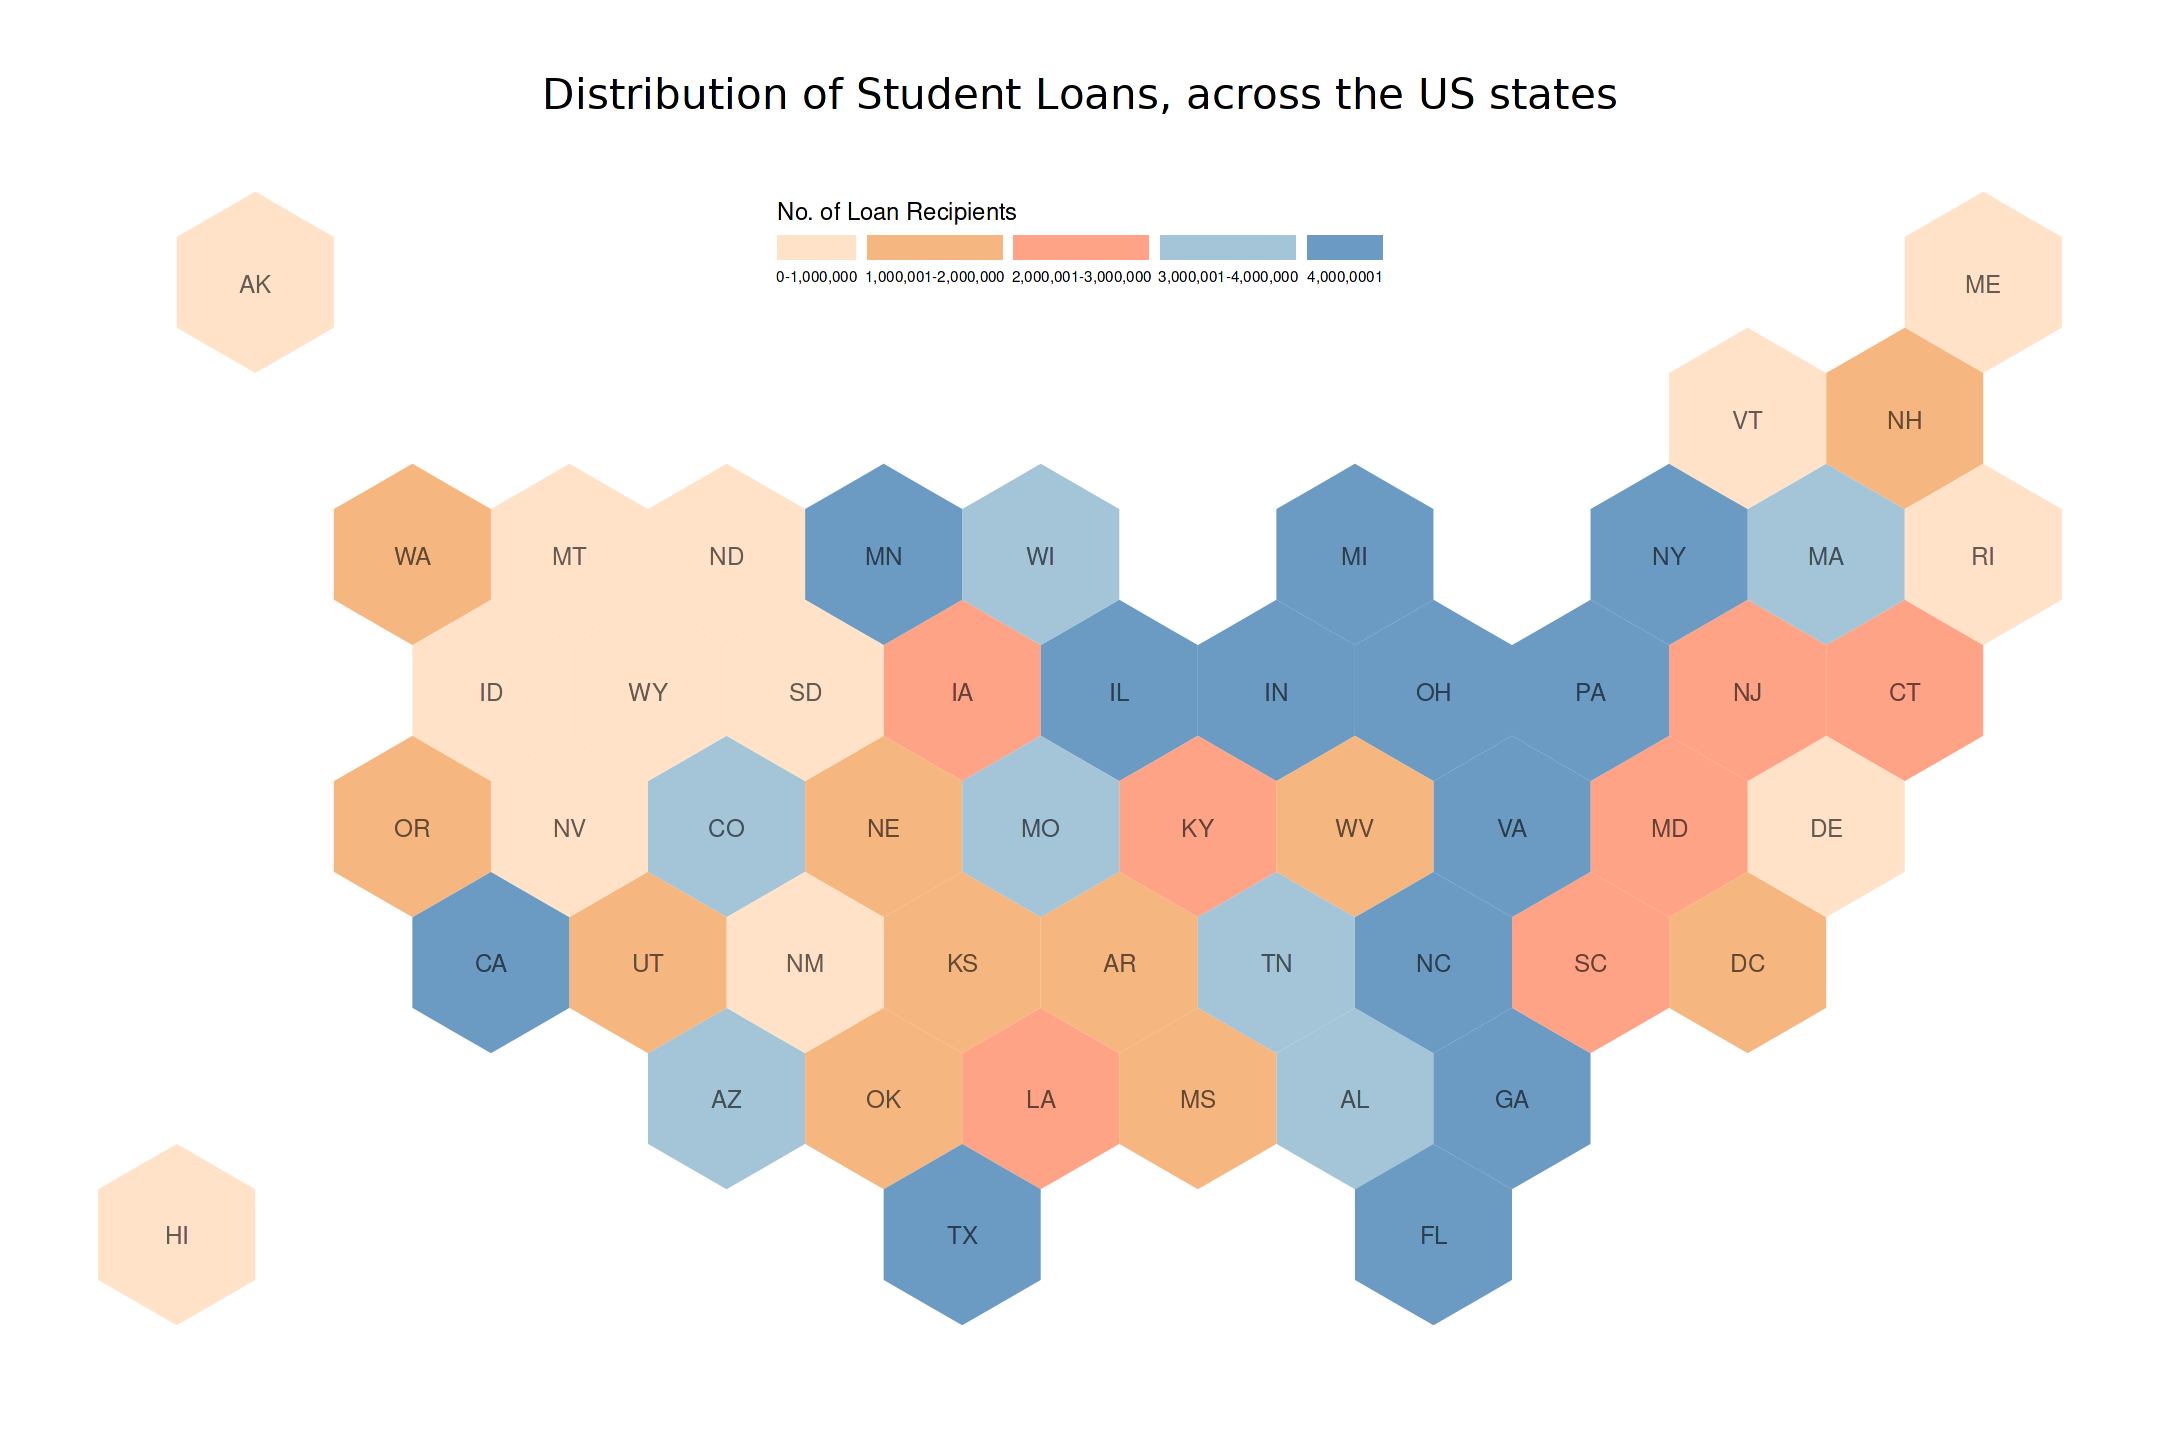 Distribution of Student Loans, across the US states
No. of Loan Recipients
0-1,000,000 1,000,001-2,000,000 2,000,001-3,000,000 3,000,001-4,000,000 4,000,0001
AK ME
VT NH
WA MT ND MN WI MI NY MA RI
ID WY SD IA IL IN OH PA NJ CT
OR NV CO NE MO KY WV VA MD DE
CA UT NM KS AR TN NC SC DC
AZ OK LA MS AL GA
HI TX FL